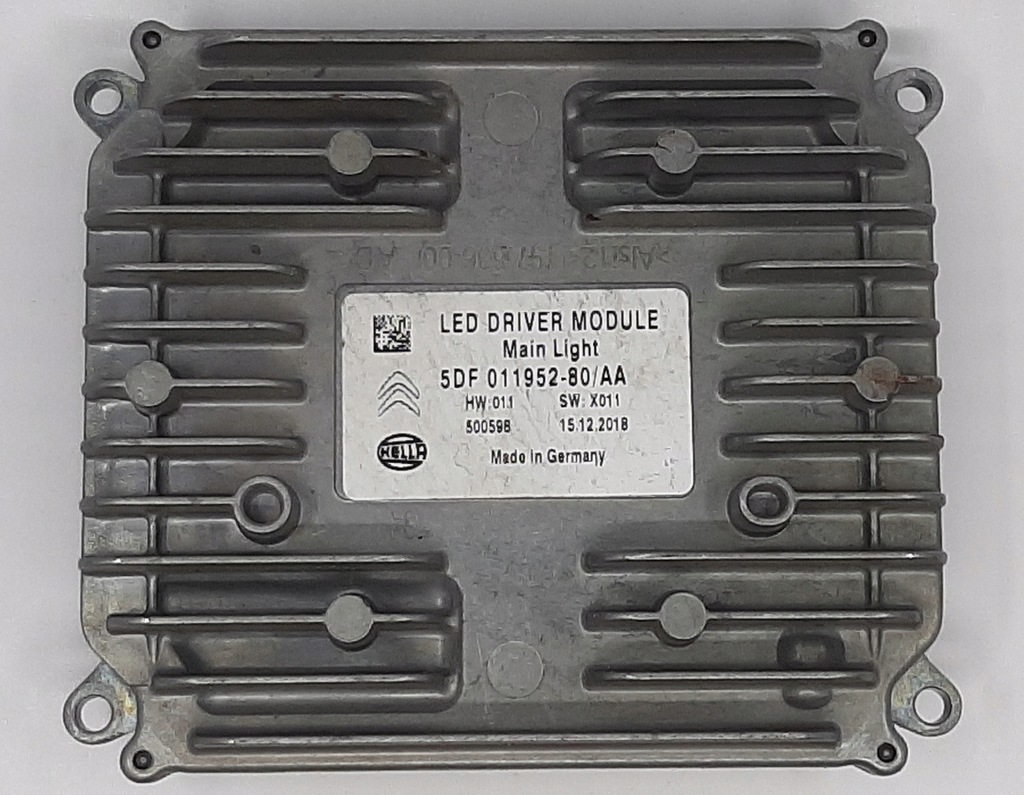 LED DRIVER MODULE
Main Light
5DF 011952-80/AA
HW:011 SW: X011
500598 15.12.2018
HELLA Made in Germany